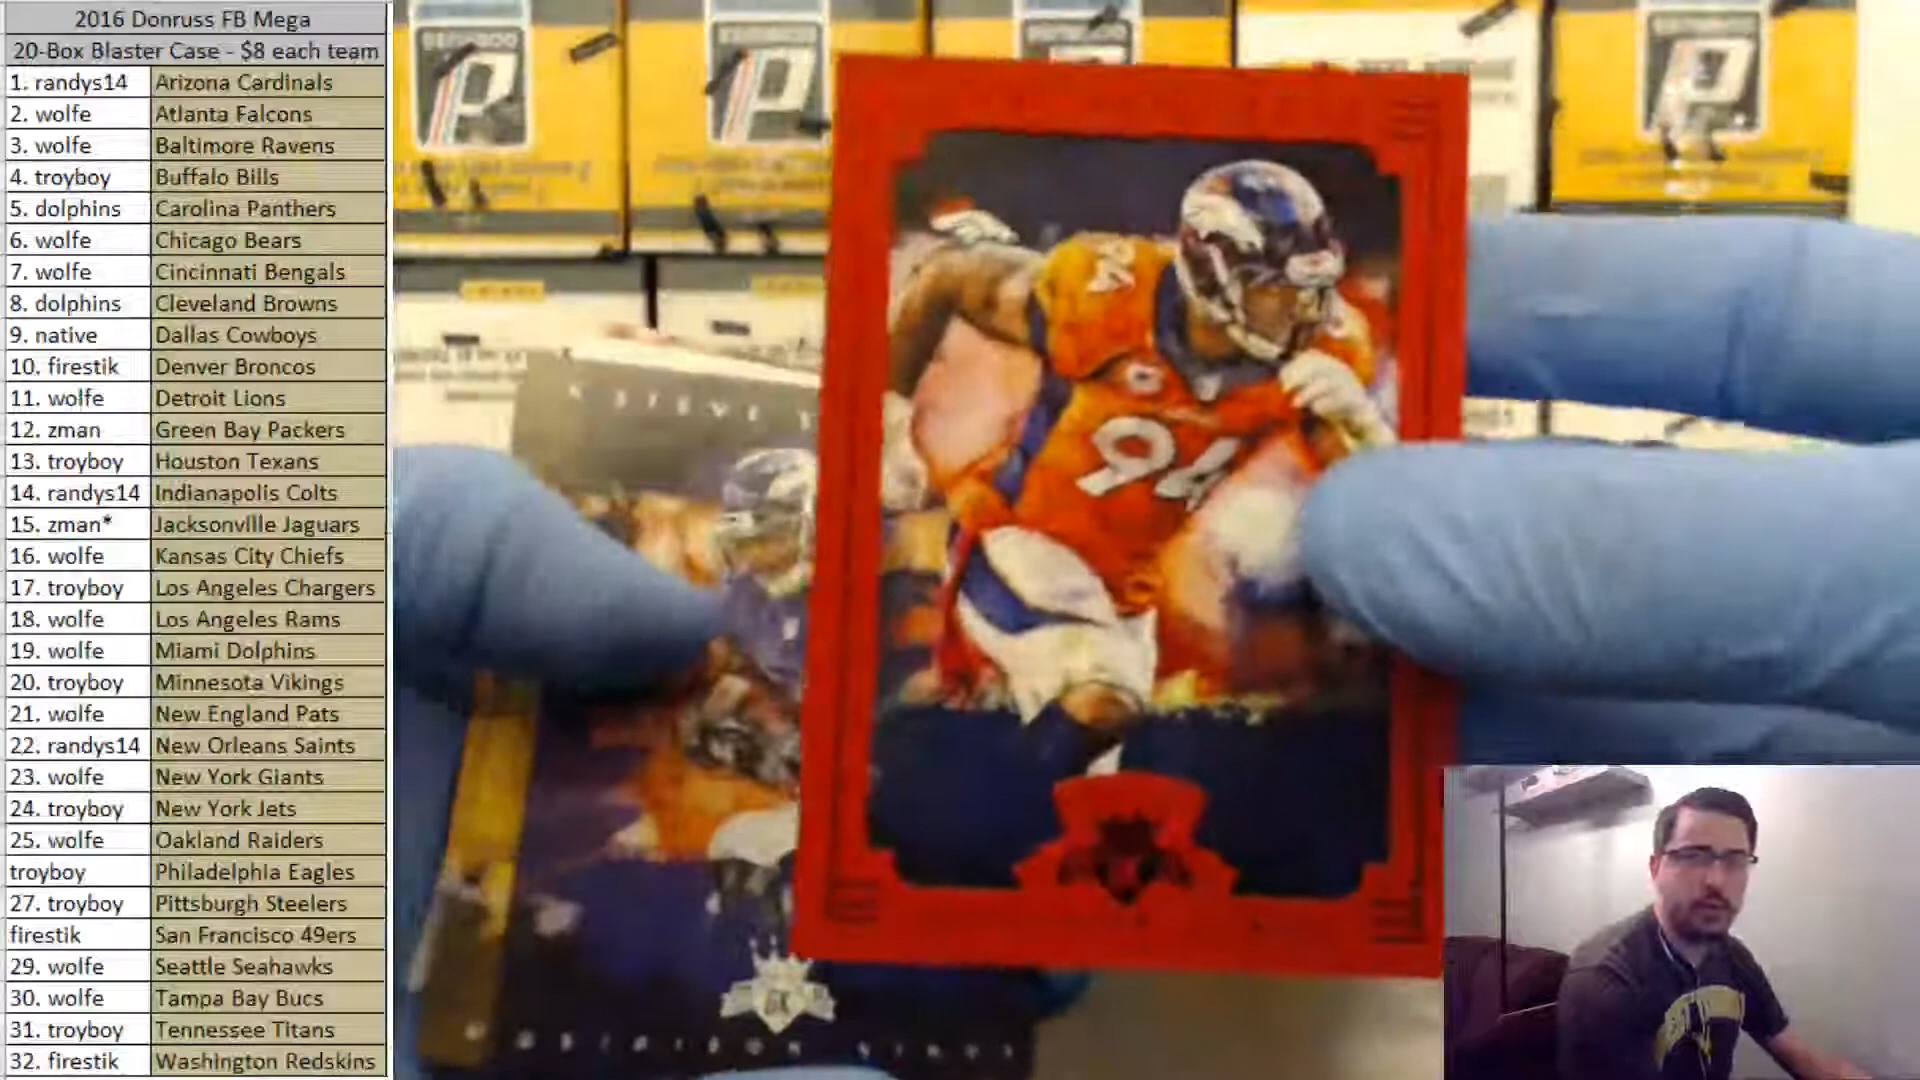 2016 Donruss FB Mega
20-Box Blaster Case - $8 each team
1. randys14 Arizona Cardinals
2. wolfe Atlanta Falcons
3. wolfe Baltimore Ravens
4. troyboy Buffalo Bills
5. dolphins Carolina Panthers
6. wolfe Chicago Bears
7. wolfe Cincinnati Bengals
8. dolphins Cleveland Browns
9. native Dallas Cowboys
10. firestik Denver Broncos
11. wolfe Detroit Lions
12. zman Green Bay Packers
13. troyboy Houston Texans
14. randys14 Indianapolis Colts
15. zman* Jacksonville Jaguars
16. wolfe Kansas City Chiefs
17. troyboy Los Angeles Chargers
18. wolfe Los Angeles Rams
19. wolfe Miami Dolphins
20. troyboy Minnesota Vikings
21. wolfe New England Pats
22. randys14 New Orleans Saints
23. wolfe New York Giants
24. troyboy New York Jets
25. wolfe Oakland Raiders
troyboy Philadelphia Eagles
27. troyboy Pittsburgh Steelers
firestik San Francisco 49ers
29. wolfe Seattle Seahawks
30. wolfe Tampa Bay Bucs
31. troyboy Tennessee Titans
32. firestik Washington Redskins
94
STEVE